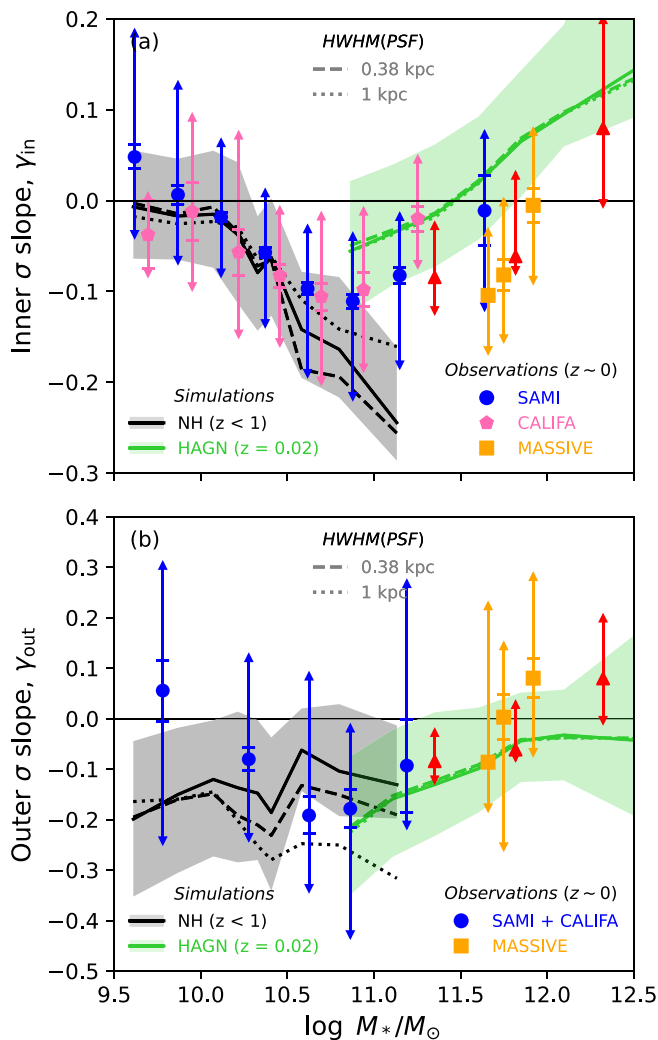 (a)
HWHM(PSF)
0.38 kpc
1 kpc
0.2
0.1
0.0
−0.1
−0.2
−0.3
Inner σ slope, γin
Simulations
NH (z < 1)
HAGN (z = 0.02)
Observations (z ~ 0)
SAMI
CALIFA
MASSIVE
(b)
HWHM(PSF)
0.38 kpc
1 kpc
0.4
0.3
0.2
0.1
0.0
−0.1
−0.2
−0.3
−0.4
−0.5
Outer σ slope, γout
Simulations
NH (z < 1)
HAGN (z = 0.02)
Observations (z ~ 0)
SAMI + CALIFA
MASSIVE
9.5 10.0 10.5 11.0 11.5 12.0 12.5
log M*/M⊙